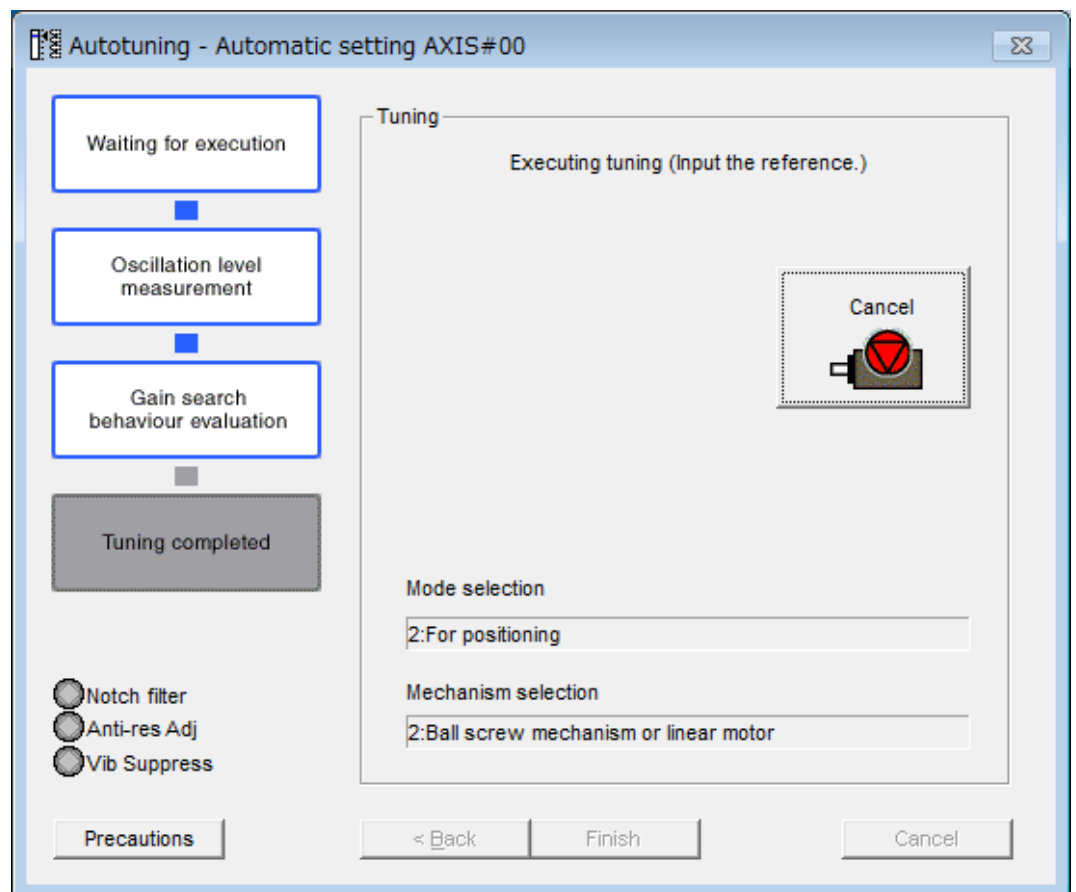 Autotuning - Automatic setting AXIS#00
Waiting for execution
Oscillation level
measurement
Gain search
behaviour evaluation
Tuning completed
Notch filter
Anti-res Adj
Vib Suppress
Precautions
Tuning
Executing tuning (Input the reference.)
Cancel
Mode selection
2:For positioning
Mechanism selection
2:Ball screw mechanism or linear motor
< Back
Finish
Cancel